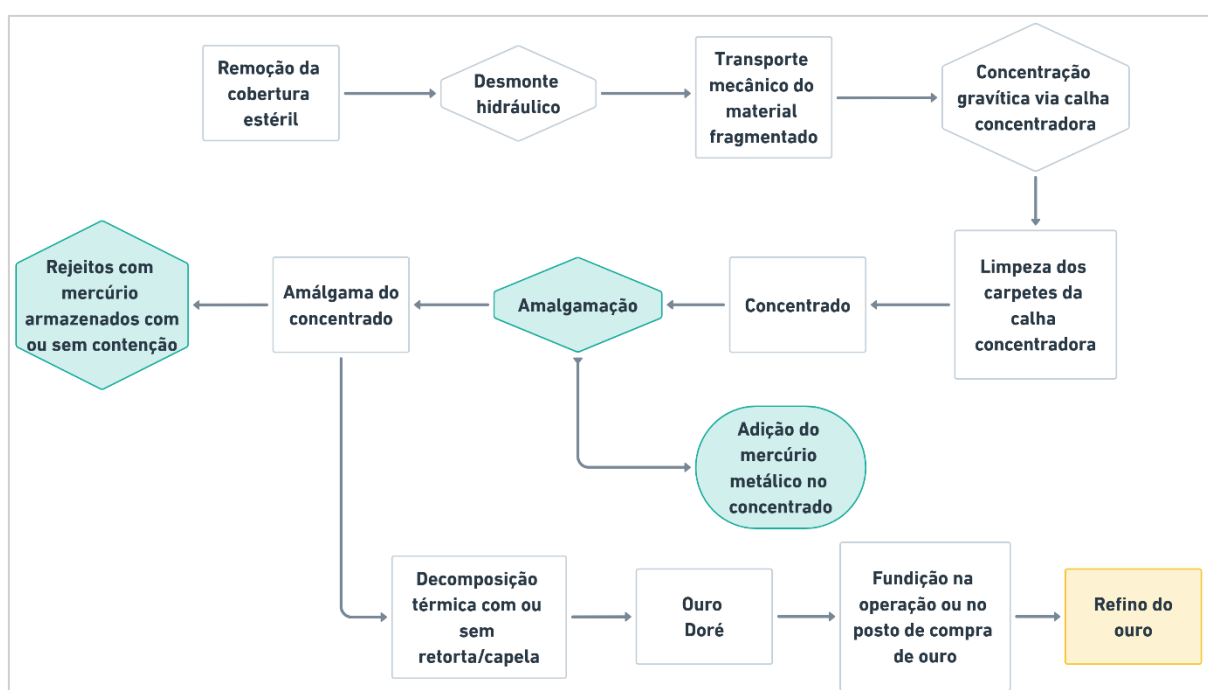 Remoção da
cobertura
estéril
Desmonte
hidráulico
Transporte
mecânico do
material
fragmentado
Concentração
gravítica via calha
concentradora
Limpeza dos
carpetes da
calha
concentradora
Concentrado
Amalgamação
Amálgama do
concentrado
Rejeitos com
mercúrio
armazenados com
ou sem contenção
Adição do
mercúrio
metálico no
concentrado
Decomposição
térmica com ou
sem
retorta/capela
Ouro
Doré
Fundição na
operação ou no
posto de compra
de ouro
Refino do
ouro